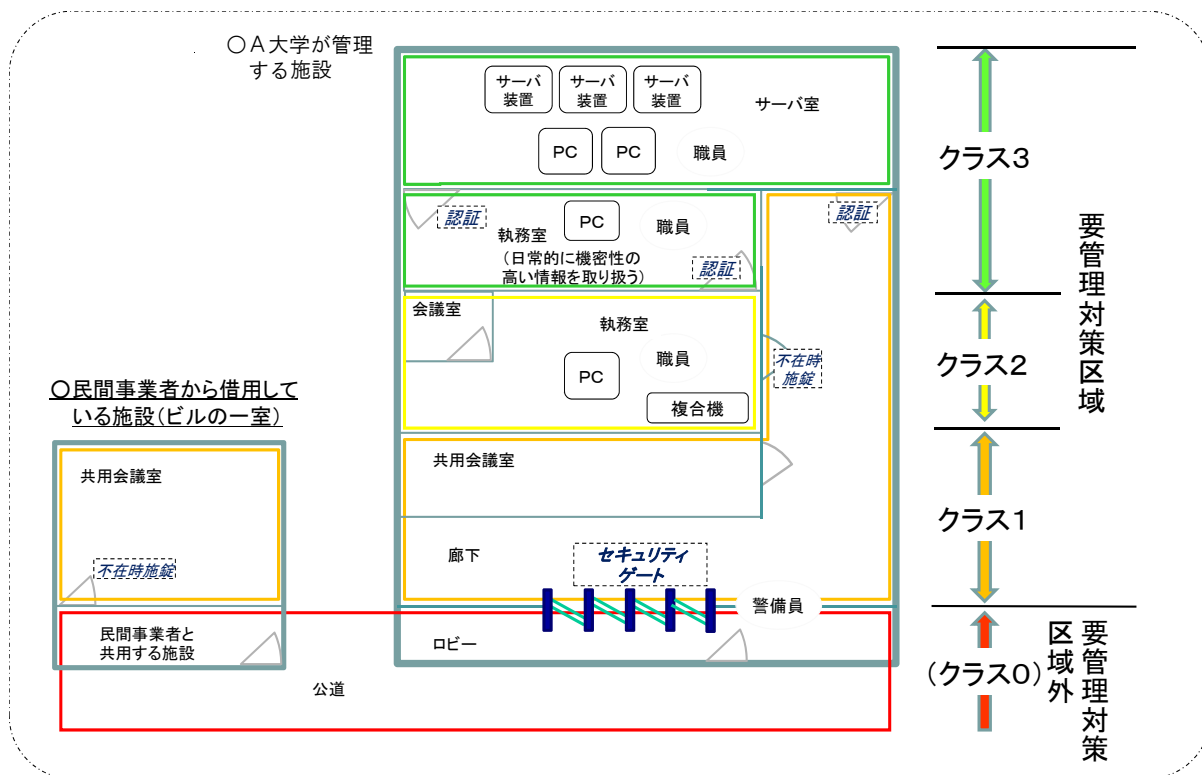 〇A大学が管理
する施設
サーバ
装置
サーバ
装置
サーバ
装置
サーバ室
PC
PC
職員
認証
認証
執務室
(日常的に機密性の
高い情報を取り扱う)
PC
職員
認証
会議室
執務室
PC
職員
複合機
不在時
施錠
共用会議室
廊下
セキュリティ
ゲート
警備員
ロビー
〇民間事業者から借用して
いる施設(ビルの一室)
共用会議室
不在時施錠
民間事業者と
共用する施設
公道
クラス3
クラス2
クラス1
(クラス0)
要管理対策区域
要管理対策
区域外